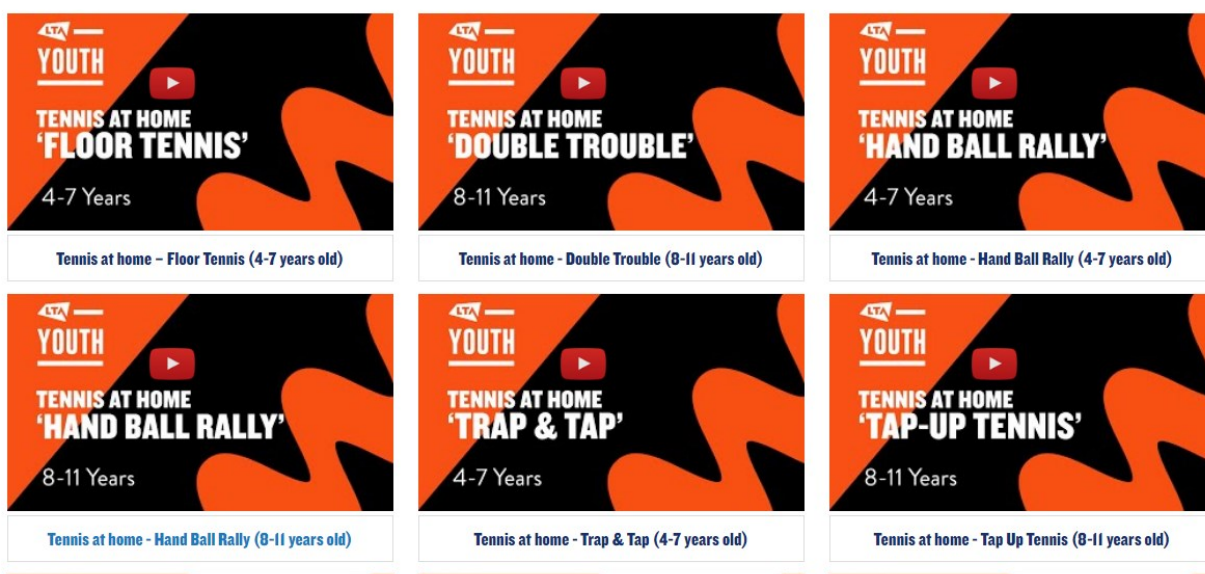 LTA
YOUTH
TENNIS AT HOME
‘FLOOR TENNIS’
4-7 Years
Tennis at home – Floor Tennis (4-7 years old)
LTA
YOUTH
TENNIS AT HOME
‘DOUBLE TROUBLE’
8-11 Years
Tennis at home - Double Trouble (8-11 years old)
LTA
YOUTH
TENNIS AT HOME
‘HAND BALL RALLY’
4-7 Years
Tennis at home - Hand Ball Rally (4-7 years old)
LTA
YOUTH
TENNIS AT HOME
‘HAND BALL RALLY’
8-11 Years
Tennis at home - Hand Ball Rally (8-11 years old)
LTA
YOUTH
TENNIS AT HOME
‘TRAP & TAP’
4-7 Years
Tennis at home - Trap & Tap (4-7 years old)
LTA
YOUTH
TENNIS AT HOME
‘TAP-UP TENNIS’
8-11 Years
Tennis at home - Tap Up Tennis (8-11 years old)